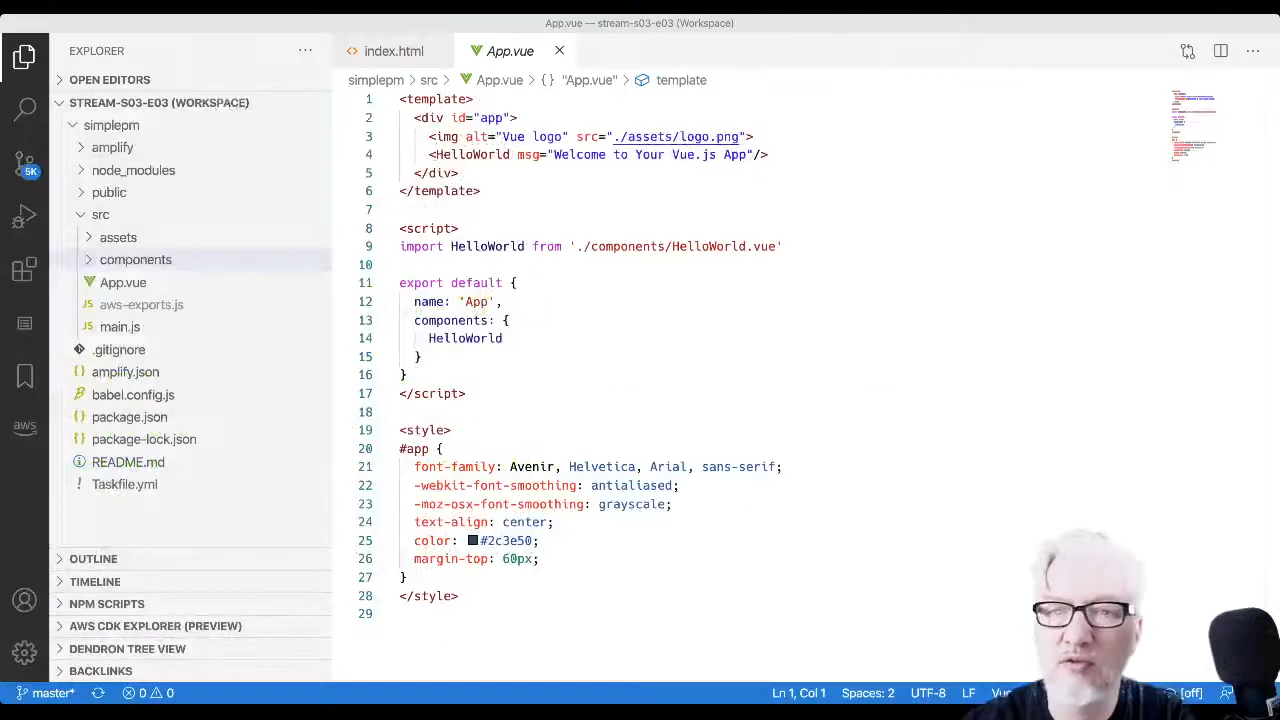 App.vue — stream-s03-e03 (Workspace)
EXPLORER
index.html
App.vue
simplepm > src > App.vue > {} "App.vue" > template
OPEN EDITORS
STREAM-S03-E03 (WORKSPACE)
simplepm
amplify
node_modules
public
src
assets
components
App.vue
JS aws-exports.js
JS main.js
.gitignore
{} amplify.json
babel.config.js
{} package.json
{} package-lock.json
README.md
! Taskfile.yml
OUTLINE
TIMELINE
NPM SCRIPTS
AWS CDK EXPLORER (PREVIEW)
DENDRON TREE VIEW
BACKLINKS
5K
aws
1 <template>
2 <div id="app">
3 <img alt="Vue logo" src="./assets/logo.png">
4 <HelloWorld msg="Welcome to Your Vue.js App"/>
5 </div>
6 </template>
7
8 <script>
9 import HelloWorld from './components/HelloWorld.vue'
10
11 export default {
12 name: 'App',
13 components: {
14 HelloWorld
15 }
16 }
17 </script>
18
19 <style>
20 #app {
21 font-family: Avenir, Helvetica, Arial, sans-serif;
22 -webkit-font-smoothing: antialiased;
23 -moz-osx-font-smoothing: grayscale;
24 text-align: center;
25 color: #2c3e50;
26 margin-top: 60px;
27 }
28 </style>
29
master* 0 0 Ln 1, Col 1 Spaces: 2 UTF-8 LF [off]